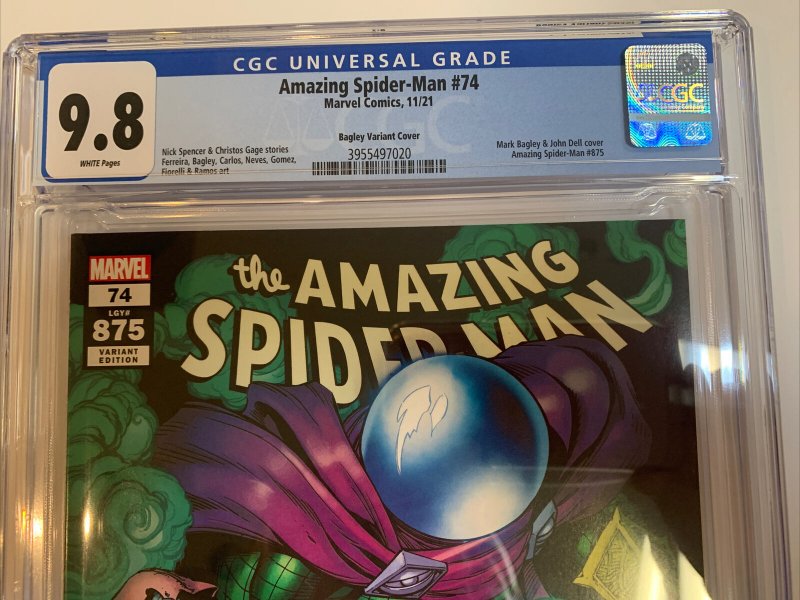 CGC UNIVERSAL GRADE
9.8
WHITE Pages
Amazing Spider-Man #74
Marvel Comics, 11/21
Bagley Variant Cover
Nick Spencer & Christos Gage stories
Ferreira, Bagley, Carlos, Neves, Gomez,
Fiorelli & Ramos art
3955497020
Mark Bagley & John Dell cover
Amazing Spider-Man #875
CGC
MARVEL
74
LGY#
875
VARIANT
EDITION
the AMAZING
SPIDER-MAN